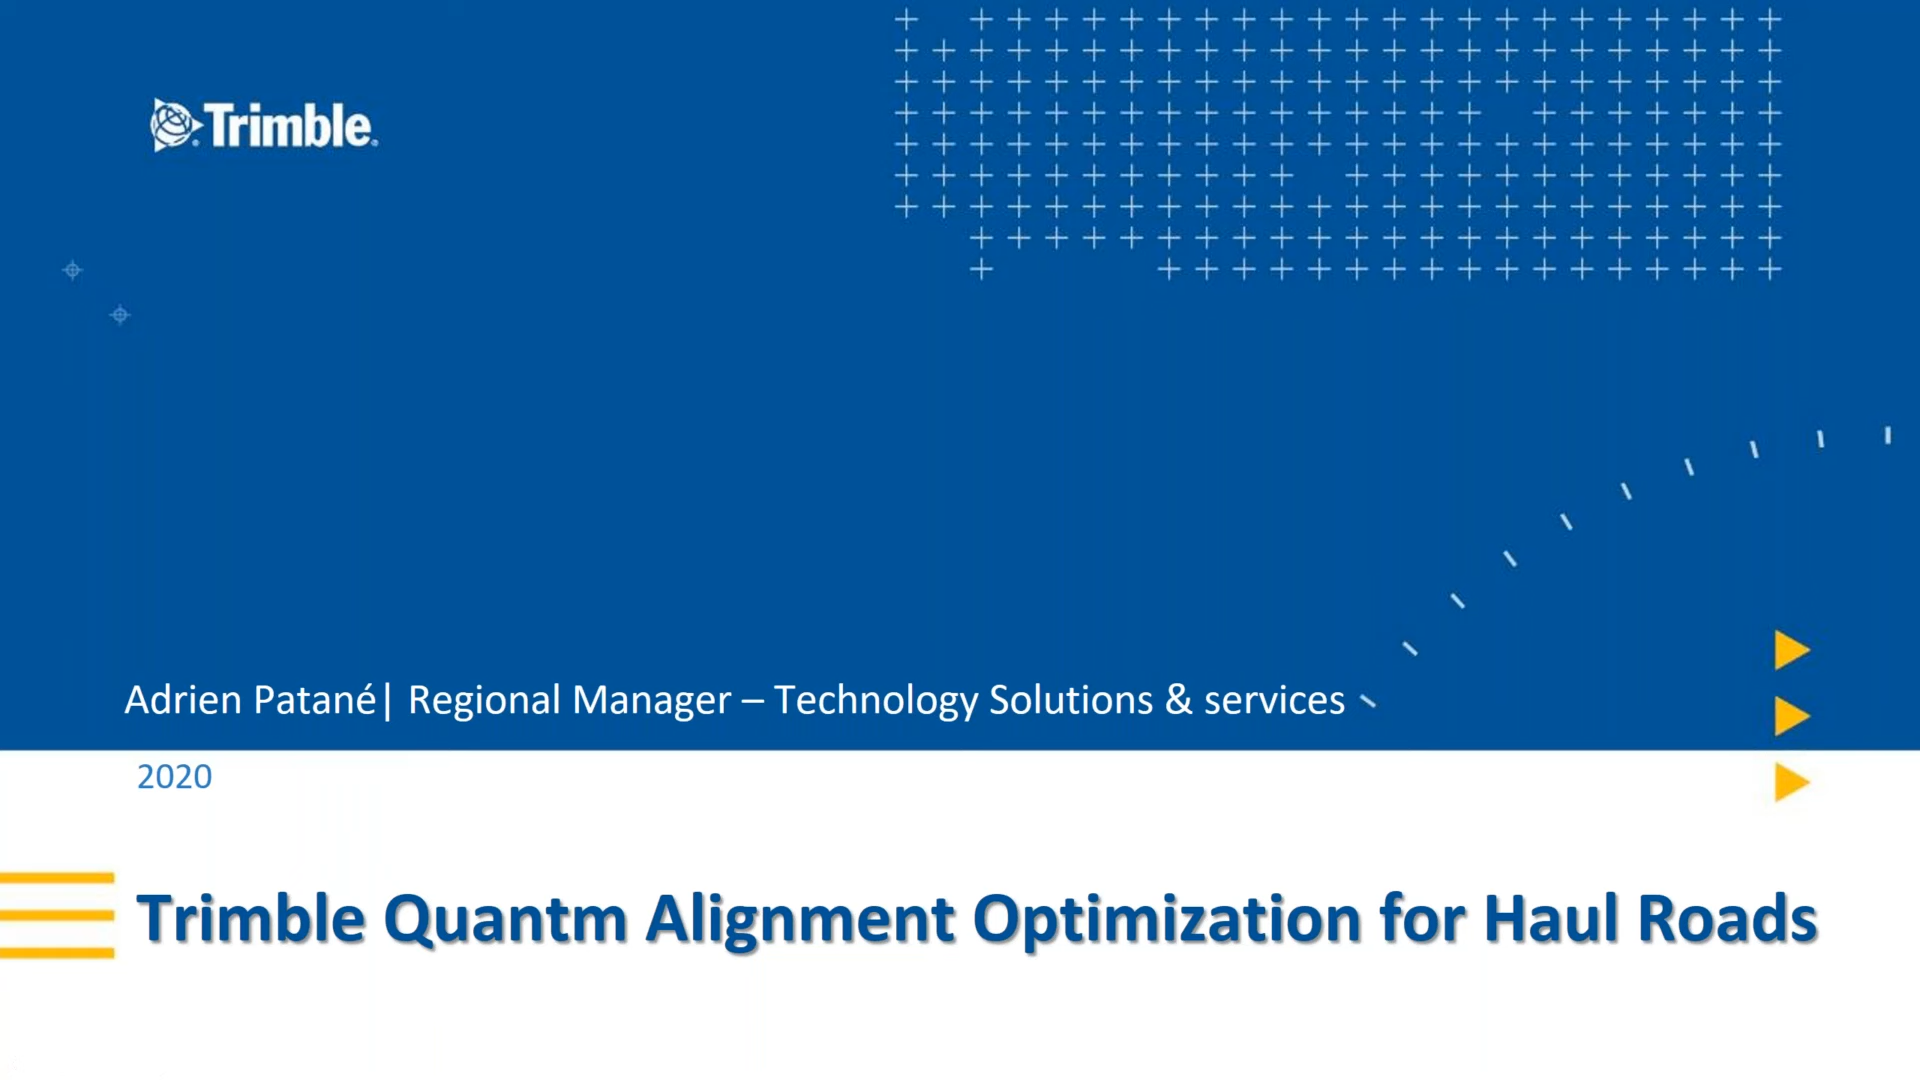 Trimble
Adrien Patané| Regional Manager – Technology Solutions & services
2020
Trimble Quantm Alignment Optimization for Haul Roads